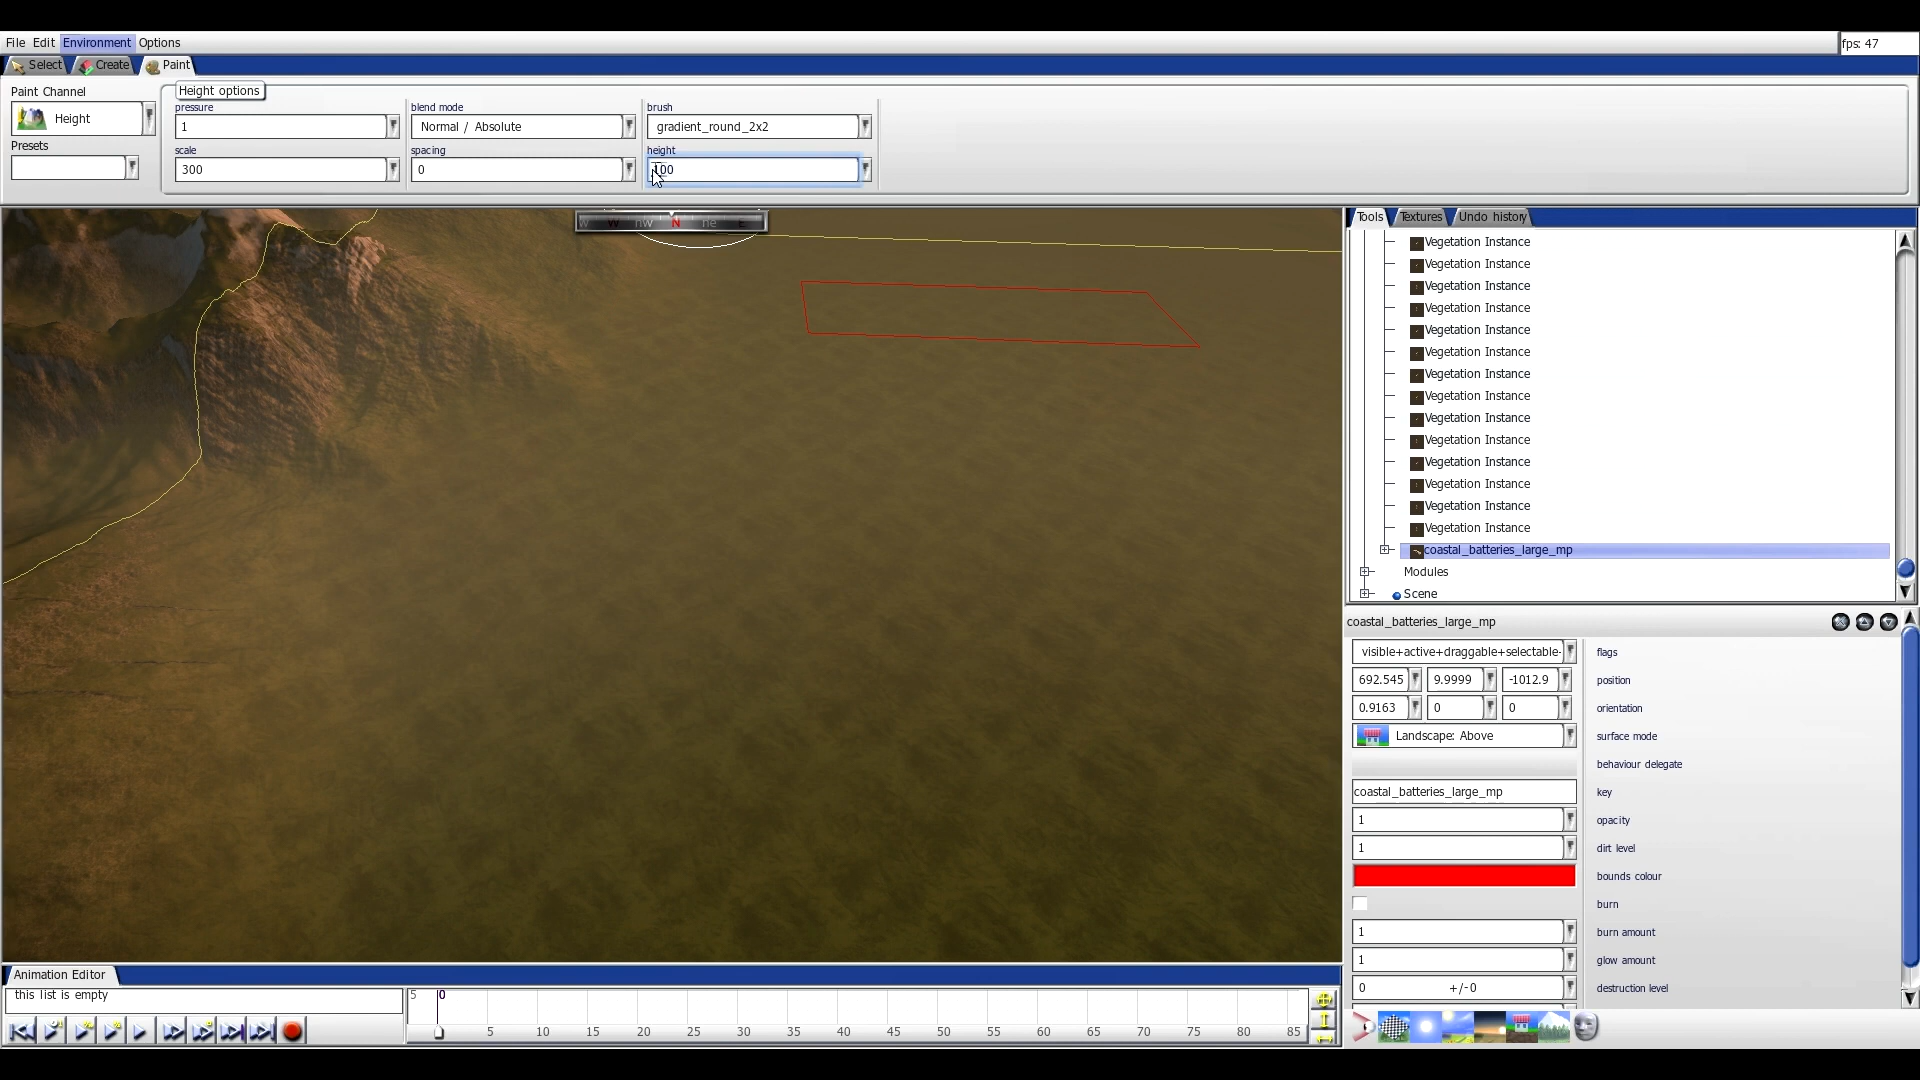 File Edit Environment Options
fps: 47
Select Create Paint
Paint Channel
Height
Presets
Height options
pressure
1
blend mode
Normal / Absolute
brush
gradient_round_2x2
scale
300
spacing
0
height
100
W nw N ne E
Tools Textures Undo history
Vegetation Instance
Vegetation Instance
Vegetation Instance
Vegetation Instance
Vegetation Instance
Vegetation Instance
Vegetation Instance
Vegetation Instance
Vegetation Instance
Vegetation Instance
Vegetation Instance
Vegetation Instance
Vegetation Instance
Vegetation Instance
coastal_batteries_large_mp
Modules
Scene
coastal_batteries_large_mp
visible+active+draggable+selectable- flags
692.545 9.9999 -1012.9 position
0.9163 0 0 orientation
Landscape: Above surface mode
behaviour delegate
coastal_batteries_large_mp key
1 opacity
1 dirt level
bounds colour
burn
1 burn amount
1 glow amount
0 +/-0 destruction level
Animation Editor
this list is empty
5 0
5 10 15 20 25 30 35 40 45 50 55 60 65 70 75 80 85